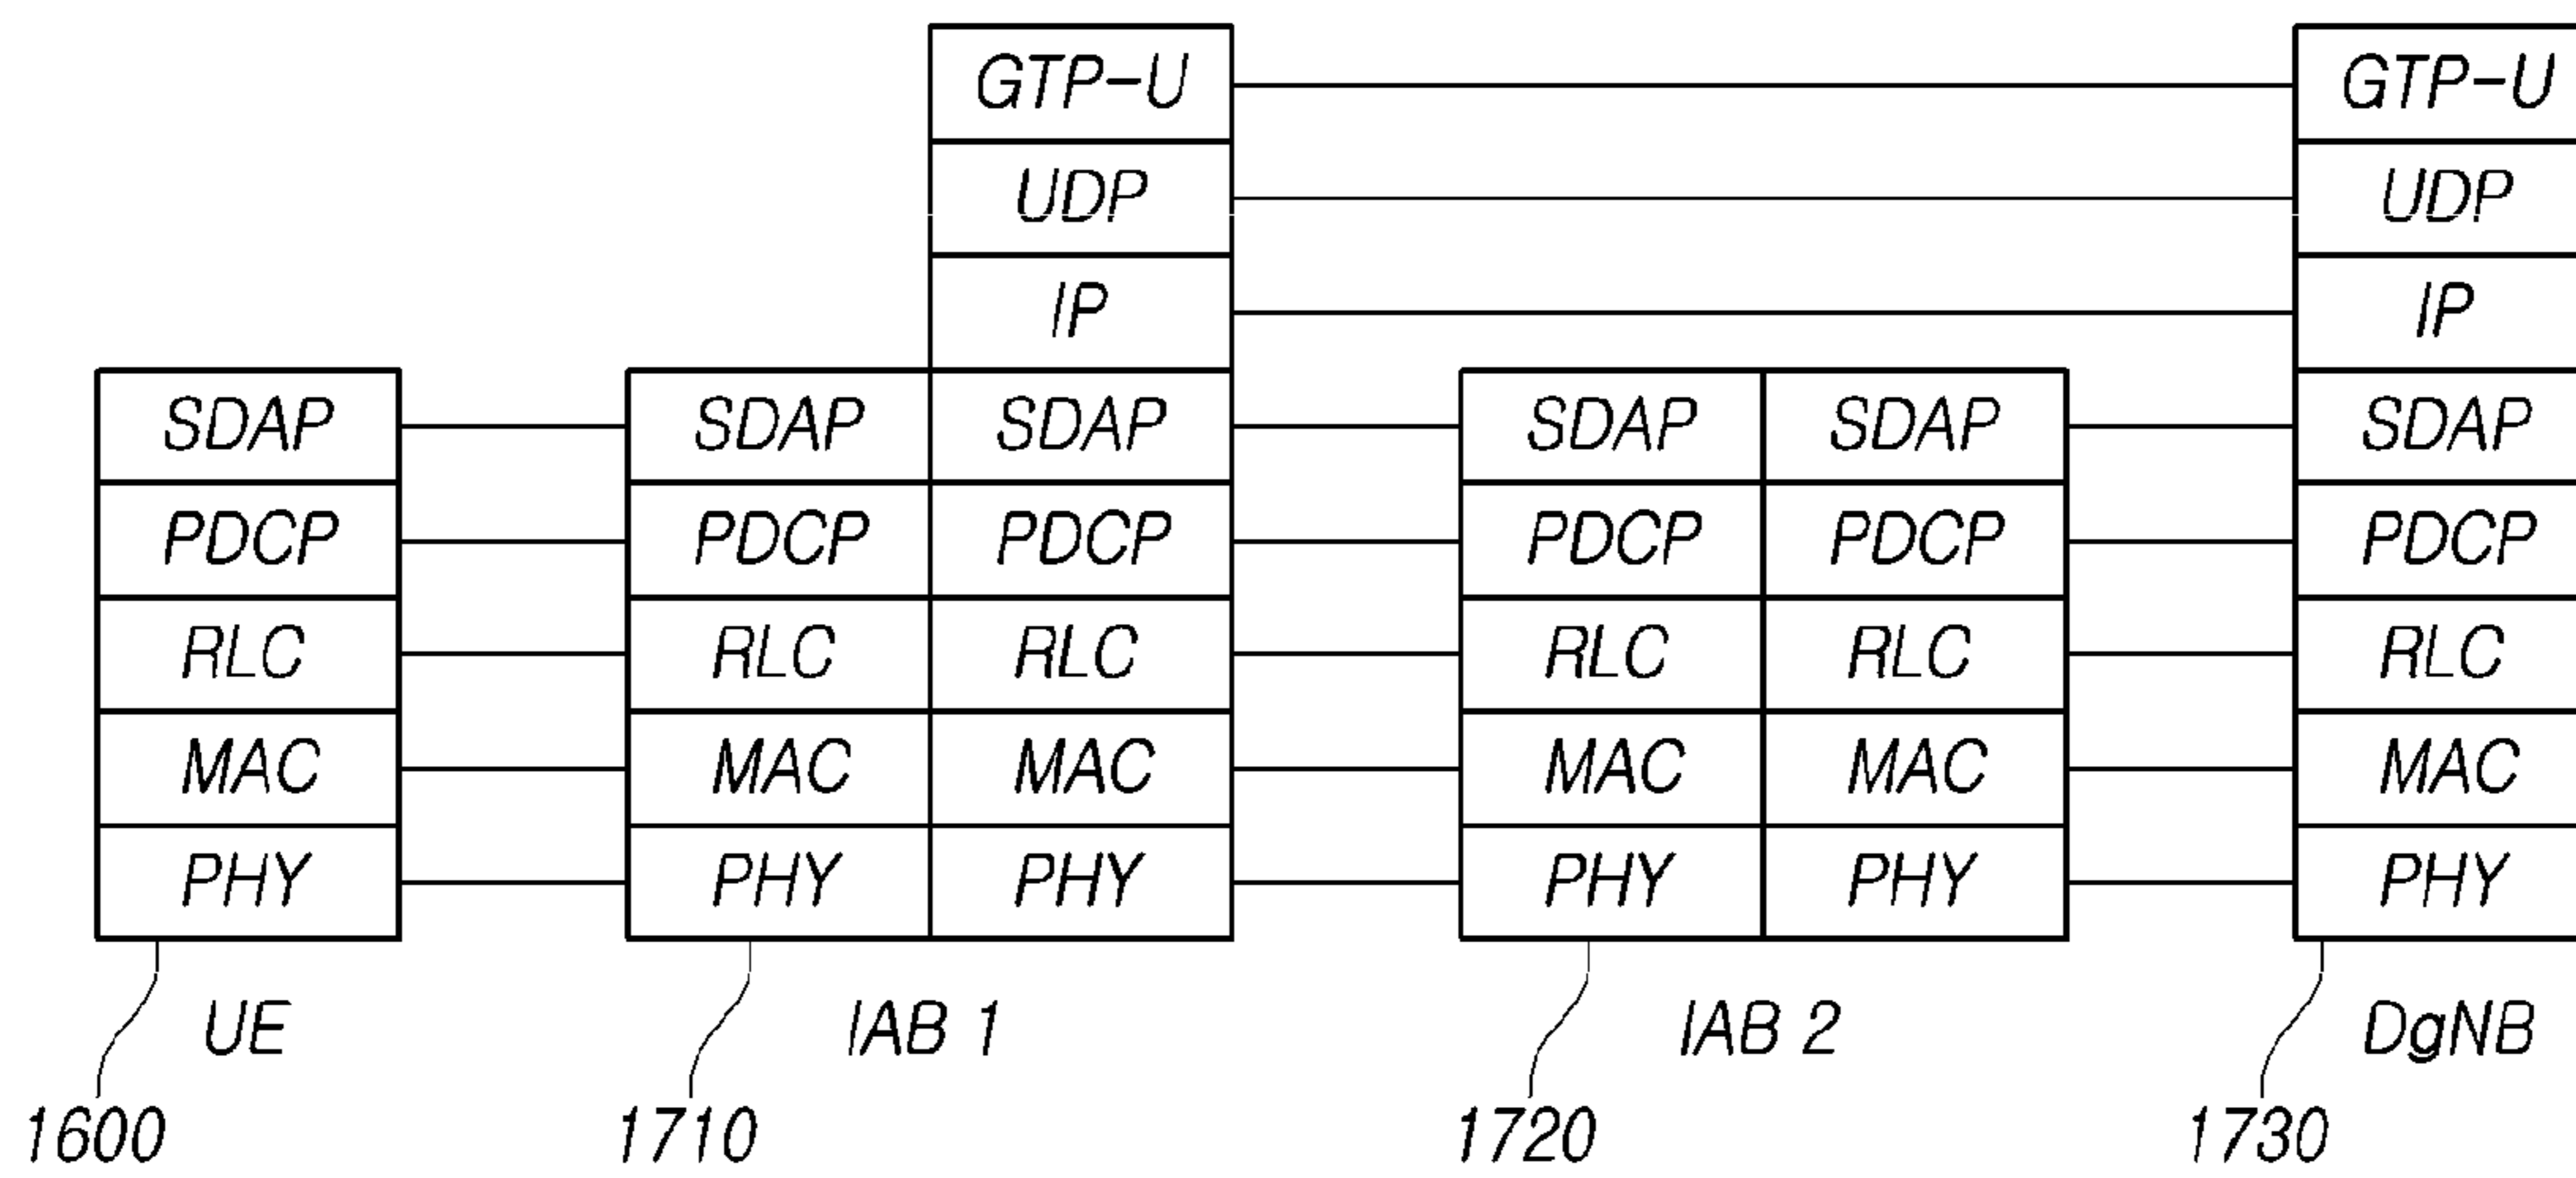 GTP-U GTP-U
UDP UDP
IP IP
SDAP SDAP SDAP SDAP SDAP SDAP
PDCP PDCP PDCP PDCP PDCP PDCP
RLC RLC RLC RLC RLC RLC
MAC MAC MAC MAC MAC MAC
PHY PHY PHY PHY PHY PHY
UE IAB 1 IAB 2 DgNB
1600 1710 1720 1730